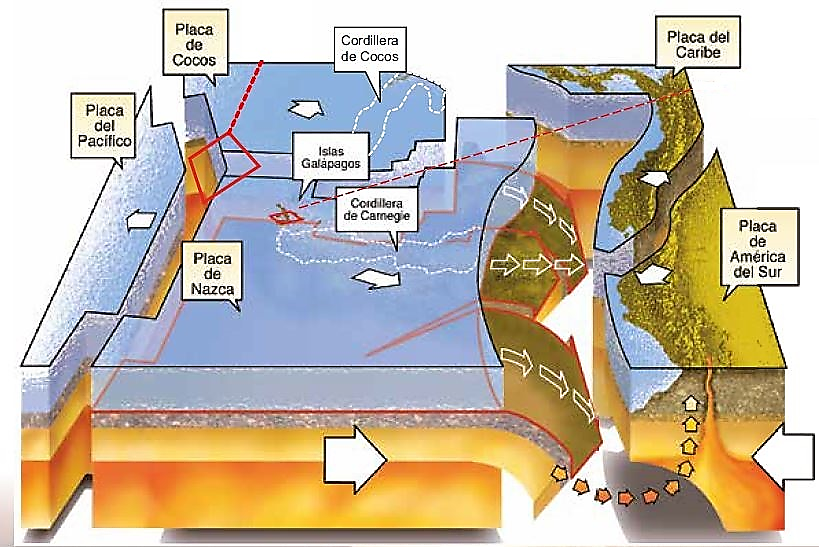 Placa
de
Cocos
Cordillera
de Cocos
Placa del
Caribe
Placa
del
Pacífico
Islas
Galápagos
Cordillera
de Carnegie
Placa
de
Nazca
Placa
de
América
del Sur